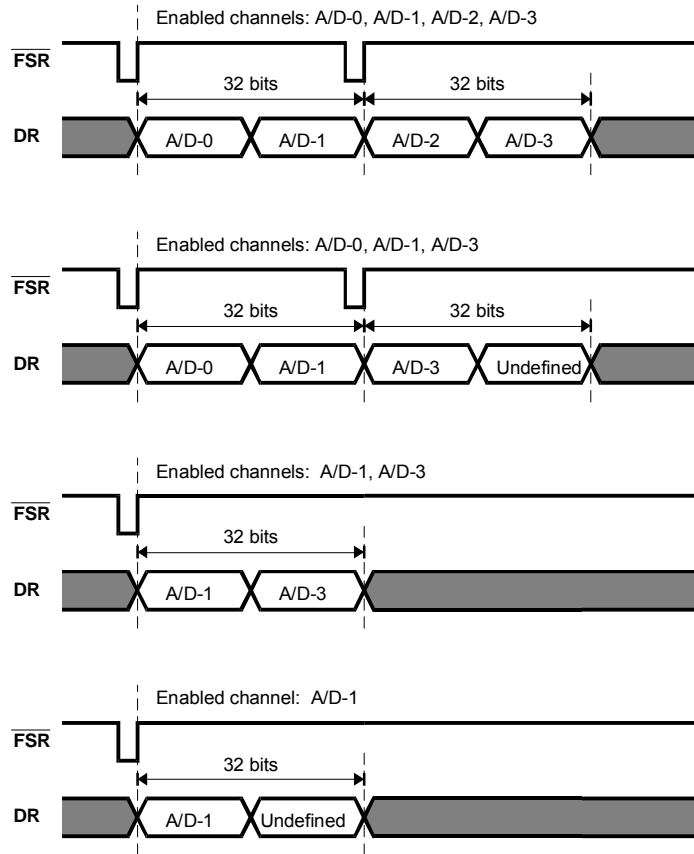 Enabled channels: A/D-0, A/D-1, A/D-2, A/D-3
FSR
32 bits 32 bits
DR A/D-0 A/D-1 A/D-2 A/D-3
Enabled channels: A/D-0, A/D-1, A/D-3
FSR
32 bits 32 bits
DR A/D-0 A/D-1 A/D-3 Undefined
Enabled channels: A/D-1, A/D-3
FSR
32 bits
DR A/D-1 A/D-3
Enabled channel: A/D-1
FSR
32 bits
DR A/D-1 Undefined